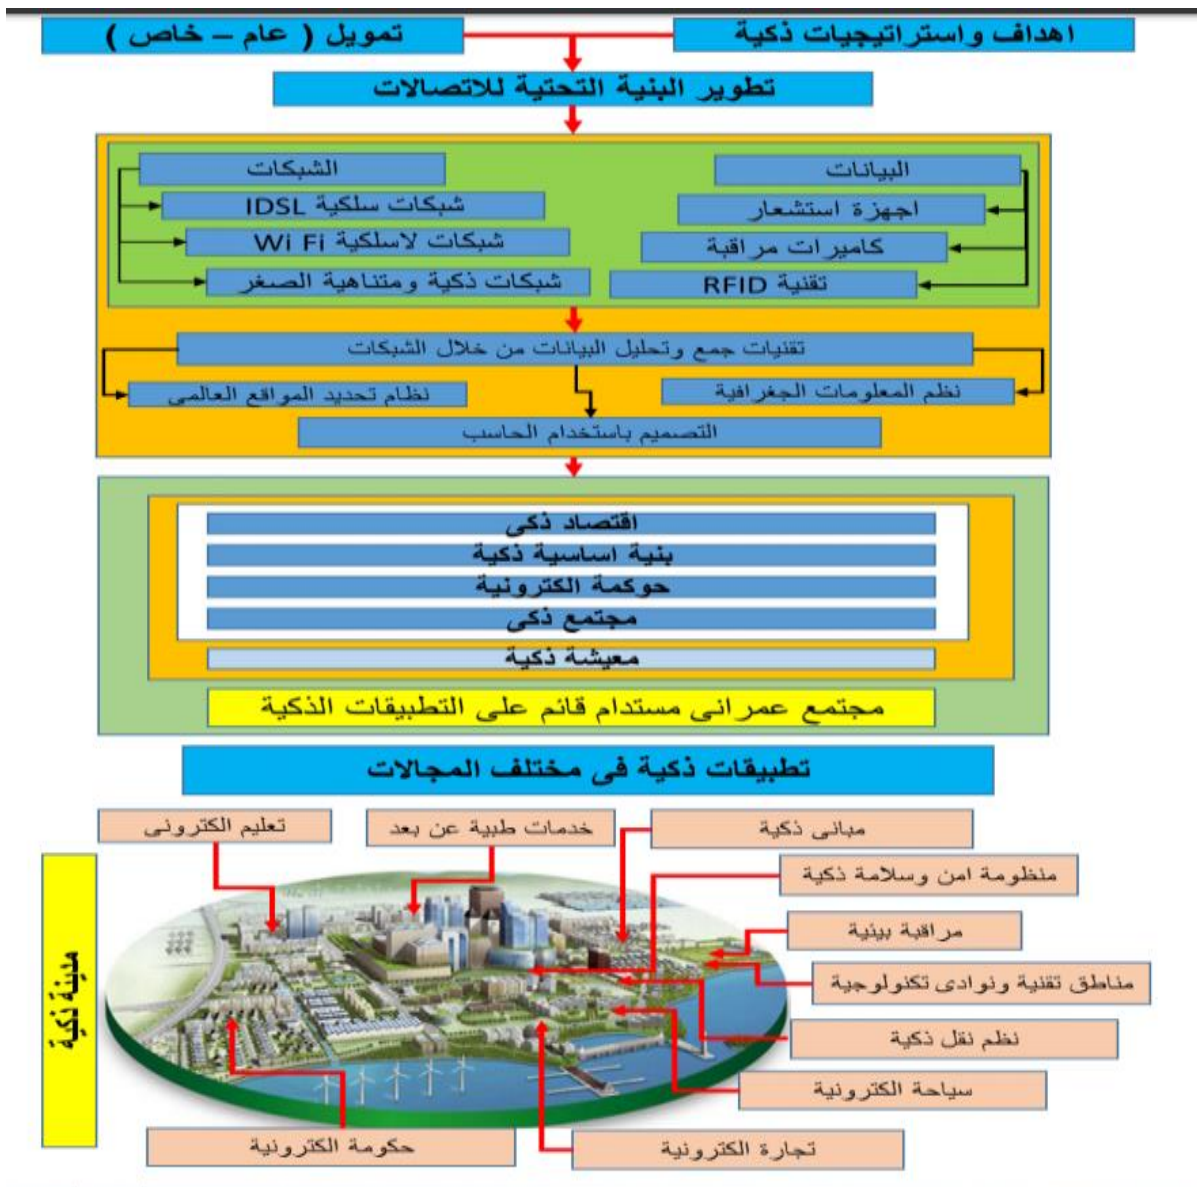 اهداف واستراتيجيات ذكية
تمويل ( عام – خاص )
تطوير البنية التحتية للاتصالات
البيانات
اجهزة استشعار
كاميرات مراقبة
تقنية RFID
الشبكات
شبكات سلكية IDSL
شبكات لاسلكية Wi Fi
شبكات ذكية ومتناهية الصغر
تقنيات جمع وتحليل البيانات من خلال الشبكات
نظم المعلومات الجغرافية
نظام تحديد المواقع العالمى
التصميم باستخدام الحاسب
اقتصاد ذكى
بنية اساسية ذكية
حوكمة الكترونية
مجتمع ذكى
معيشة ذكية
مجتمع عمرانى مستدام قائم على التطبيقات الذكية
تطبيقات ذكية فى مختلف المجالات
مبانى ذكية
خدمات طبية عن بعد
تعليم الكترونى
منظومة امن وسلامة ذكية
مراقبة بيئية
مناطق تقنية ونوادى تكنولوجية
نظم نقل ذكية
سياحة الكترونية
تجارة الكترونية
حكومة الكترونية
مدينة ذكية